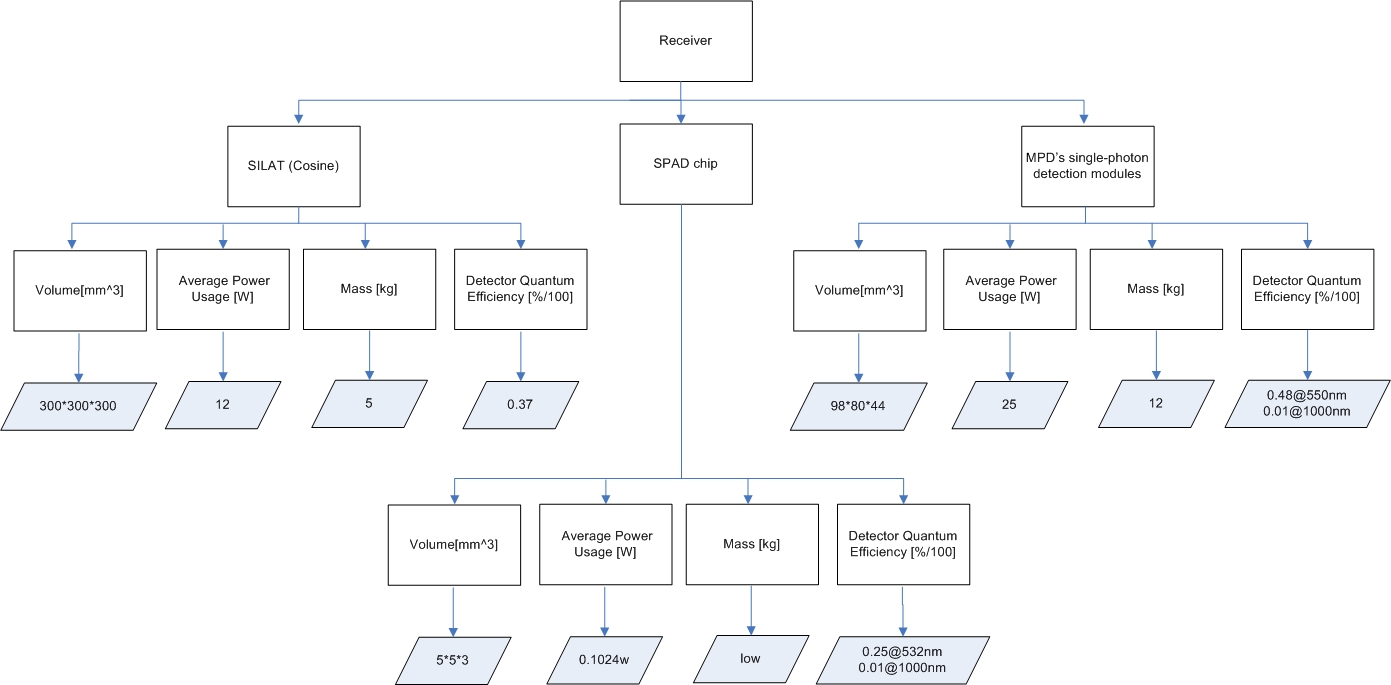 Receiver
SILAT (Cosine)
SPAD chip
MPD's single-photon
detection modules
Volume[mm^3]
Average Power
Usage [W]
Mass [kg]
Detector Quantum
Efficiency [%/100]
Volume[mm^3]
Average Power
Usage [W]
Mass [kg]
Detector Quantum
Efficiency [%/100]
300*300*300
12
5
0.37
98*80*44
25
12
0.48@550nm
0.01@1000nm
Volume[mm^3]
Average Power
Usage [W]
Mass [kg]
Detector Quantum
Efficiency [%/100]
5*5*3
0.1024w
low
0.25@532nm
0.01@1000nm